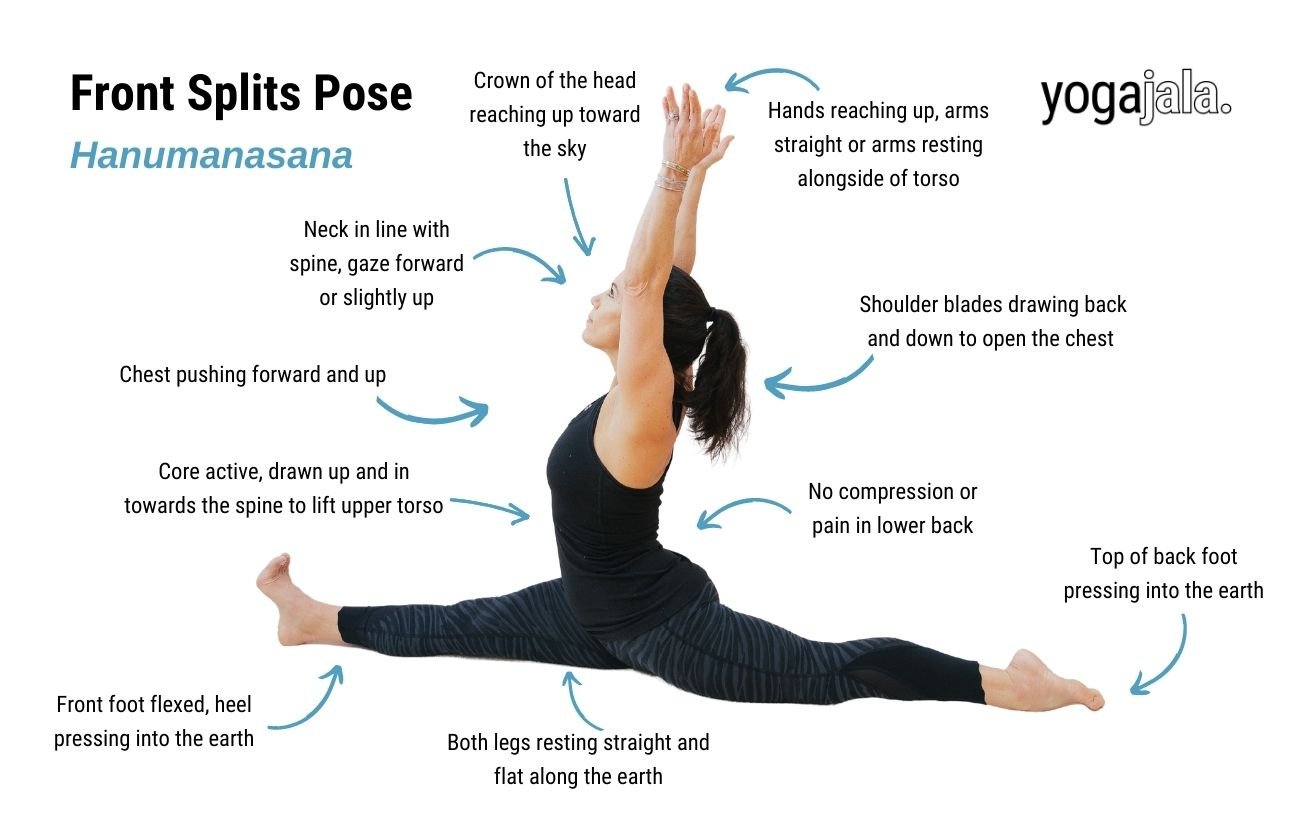 Front Splits Pose
Hanumanasana
Crown of the head
reaching up toward
the sky
Hands reaching up, arms
straight or arms resting
alongside of torso
yogajala.
Neck in line with
spine, gaze forward
or slightly up
Shoulder blades drawing back
and down to open the chest
Chest pushing forward and up
Core active, drawn up and in
towards the spine to lift upper torso
No compression or
pain in lower back
Top of back foot
pressing into the earth
Front foot flexed, heel
pressing into the earth
Both legs resting straight and
flat along the earth